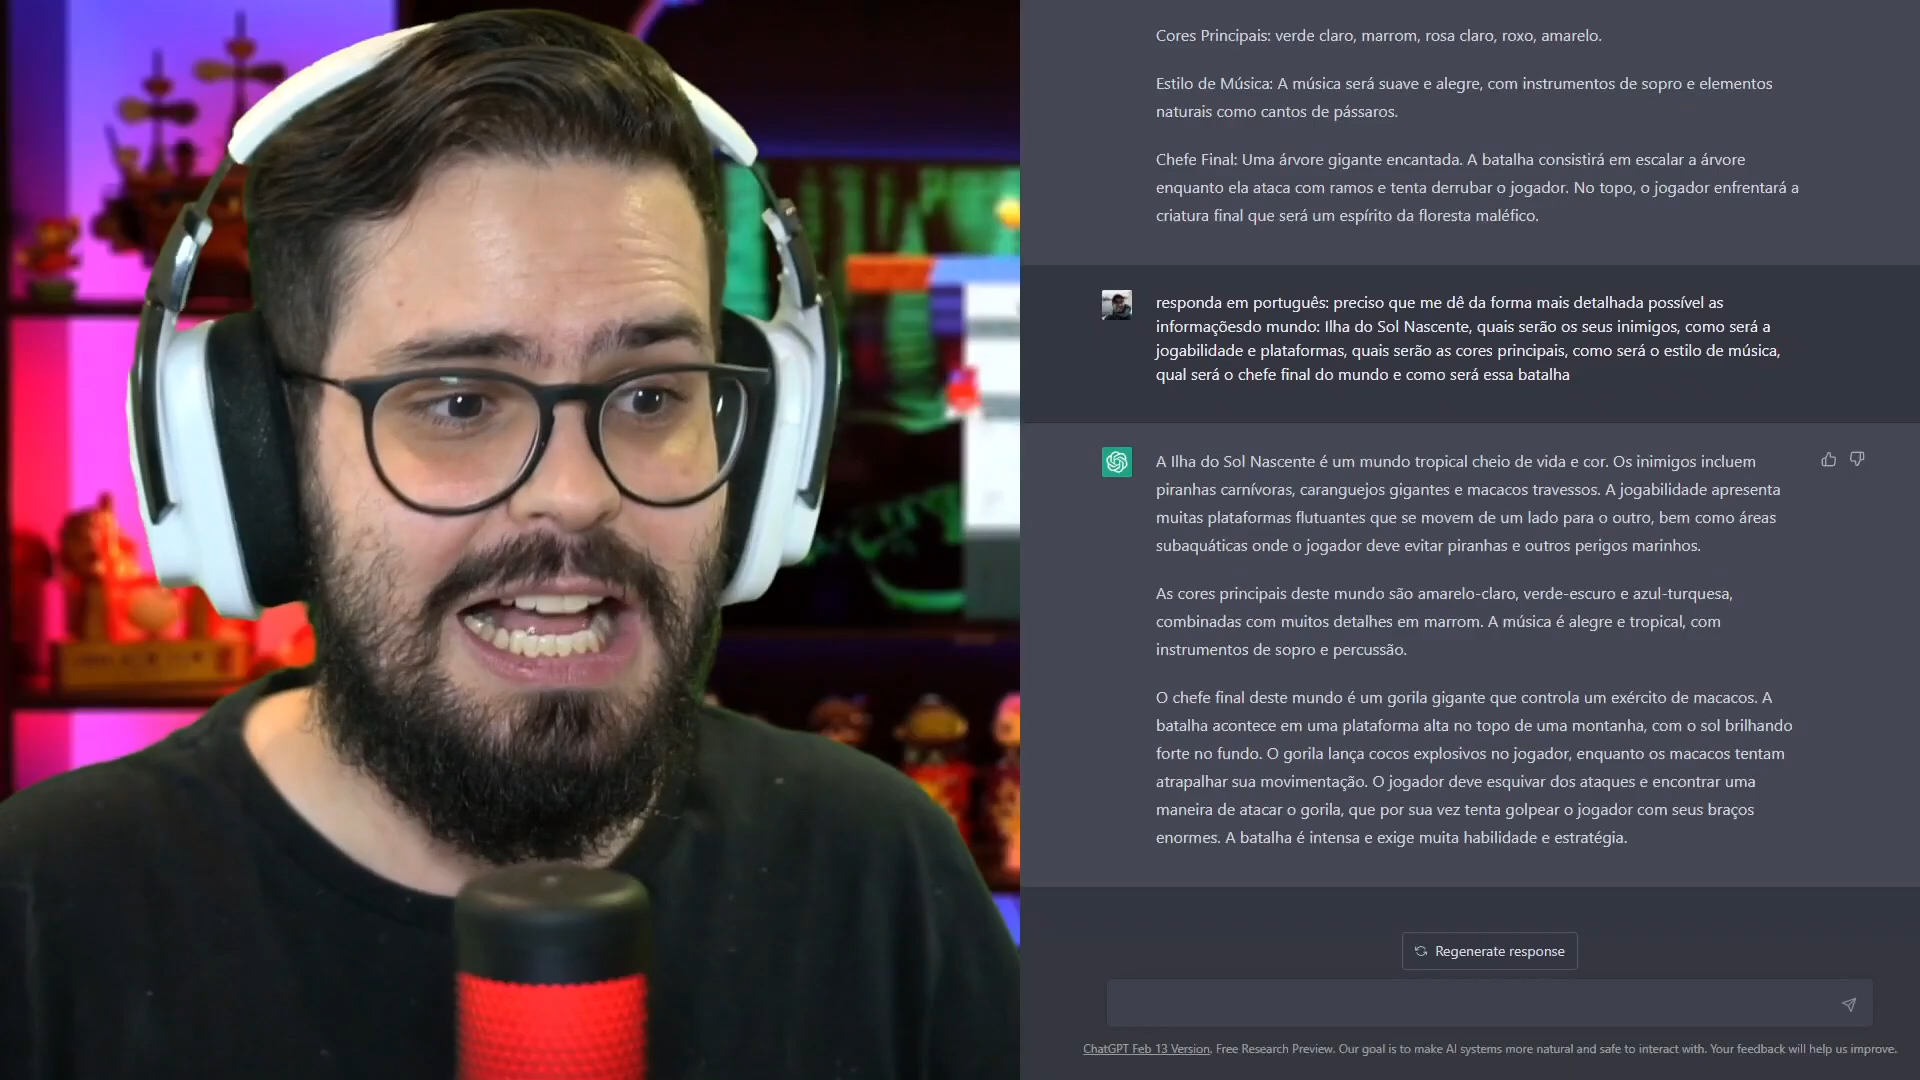 Cores Principais: verde claro, marrom, rosa claro, roxo, amarelo.
Estilo de Música: A música será suave e alegre, com instrumentos de sopro e elementos
naturais como cantos de pássaros.
Chefe Final: Uma árvore gigante encantada. A batalha consistirá em escalar a árvore
enquanto ela ataca com ramos e tenta derrubar o jogador. No topo, o jogador enfrentará a
criatura final que será um espírito da floresta maléfico.
responda em português: preciso que me dê da forma mais detalhada possível as
informaçõesdo mundo: Ilha do Sol Nascente, quais serão os seus inimigos, como será a
jogabilidade e plataformas, quais serão as cores principais, como será o estilo de música,
qual será o chefe final do mundo e como será essa batalha
A Ilha do Sol Nascente é um mundo tropical cheio de vida e cor. Os inimigos incluem
piranhas carnívoras, caranguejos gigantes e macacos travessos. A jogabilidade apresenta
muitas plataformas flutuantes que se movem de um lado para o outro, bem como áreas
subaquáticas onde o jogador deve evitar piranhas e outros perigos marinhos.
As cores principais deste mundo são amarelo-claro, verde-escuro e azul-turquesa,
combinadas com muitos detalhes em marrom. A música é alegre e tropical, com
instrumentos de sopro e percussão.
O chefe final deste mundo é um gorila gigante que controla um exército de macacos. A
batalha acontece em uma plataforma alta no topo de uma montanha, com o sol brilhando
forte no fundo. O gorila lança cocos explosivos no jogador, enquanto os macacos tentam
atrapalhar sua movimentação. O jogador deve esquivar dos ataques e encontrar uma
maneira de atacar o gorila, que por sua vez tenta golpear o jogador com seus braços
enormes. A batalha é intensa e exige muita habilidade e estratégia.
Regenerate response
ChatGPT Feb 13 Version. Free Research Preview. Our goal is to make AI systems more natural and safe to interact with. Your feedback will help us improve.